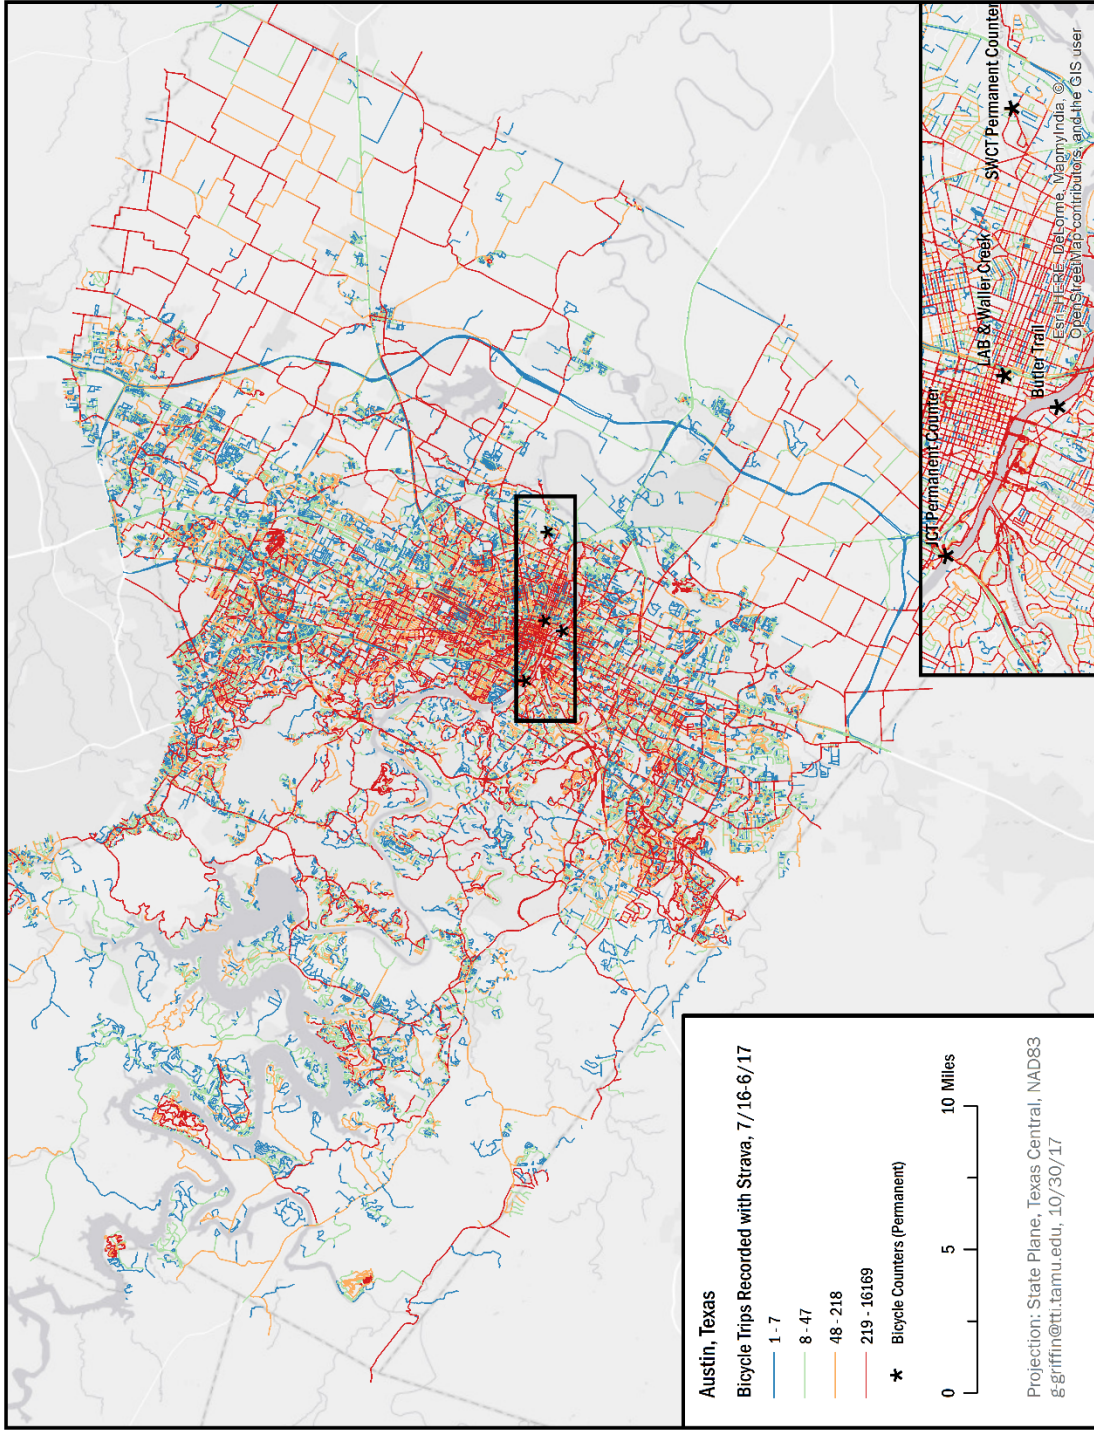 Austin, Texas
Bicycle Trips Recorded with Strava, 7/16-6/17
1 - 7
8 - 47
48 - 218
219 - 16169
Bicycle Counters (Permanent)
0
5
10 Miles
Projection: State Plane, Texas Central, NAD83
g-griffin@tti.tamu.edu, 10/30/17
JCT Permanent Counter
LAB & Waller Creek
SWCT Permanent Counter
Butler Trail
Esri, HERE, DeLorme, MapmyIndia, ©
OpenStreetMap contributors, and the GIS user